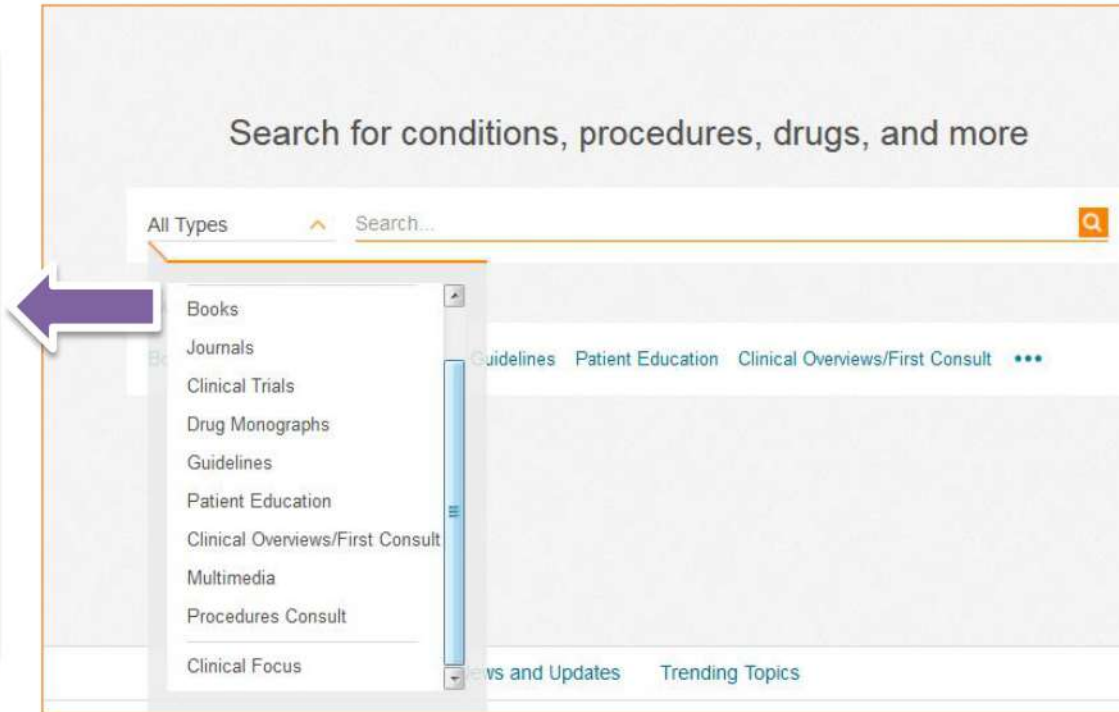 Search for conditions, procedures, drugs, and more
All Types Search...
Books
Journals
Guidelines Patient Education Clinical Overviews/First Consult •••
Clinical Trials
Drug Monographs
Guidelines
Patient Education
Clinical Overviews/First Consult
Multimedia
Procedures Consult
Clinical Focus
and Updates Trending Topics